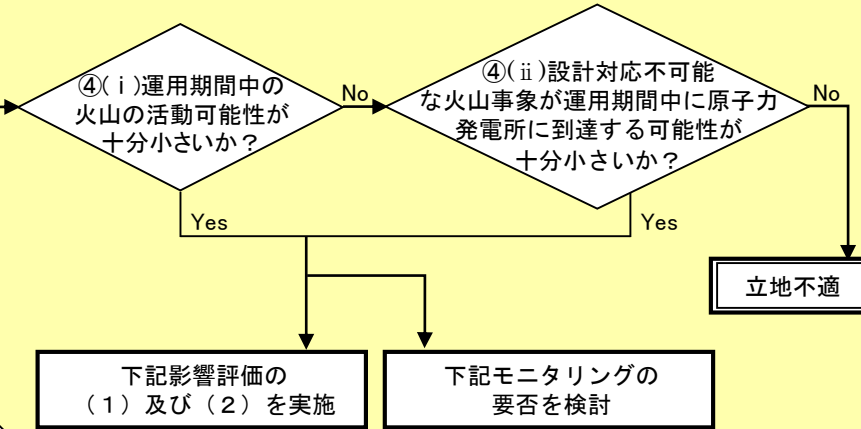 ④(ⅰ)運用期間中の
火山の活動可能性が
十分小さいか?
No
④(ⅱ)設計対応不可能
な火山事象が運用期間中に原子力
発電所に到達する可能性が
十分小さいか?
No
Yes
Yes
立地不適
下記影響評価の
(1)及び(2)を実施
下記モニタリングの
要否を検討